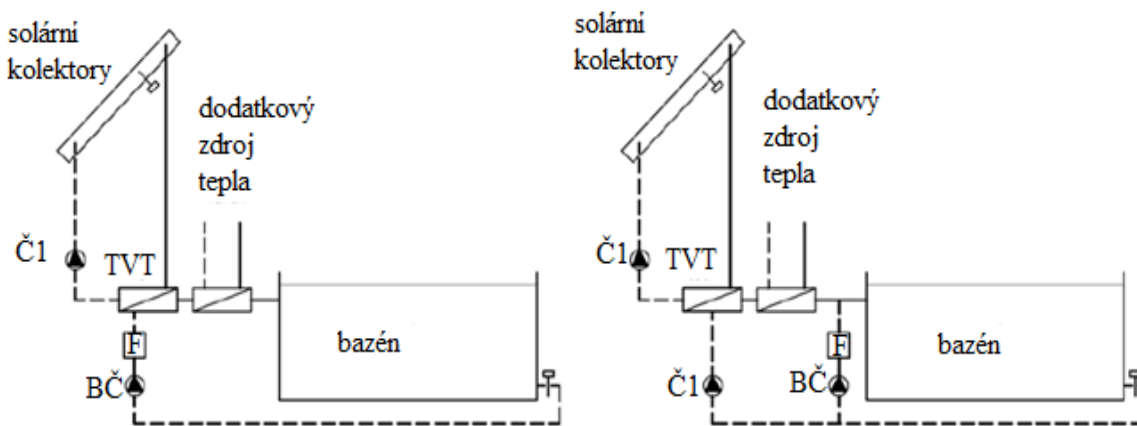 solární
kolektory
dodatkový
zdroj
tepla
Č1
TVT
F
BČ
bazén
solární
kolektory
dodatkový
zdroj
tepla
Č1
TVT
F
Č1
BČ
bazén